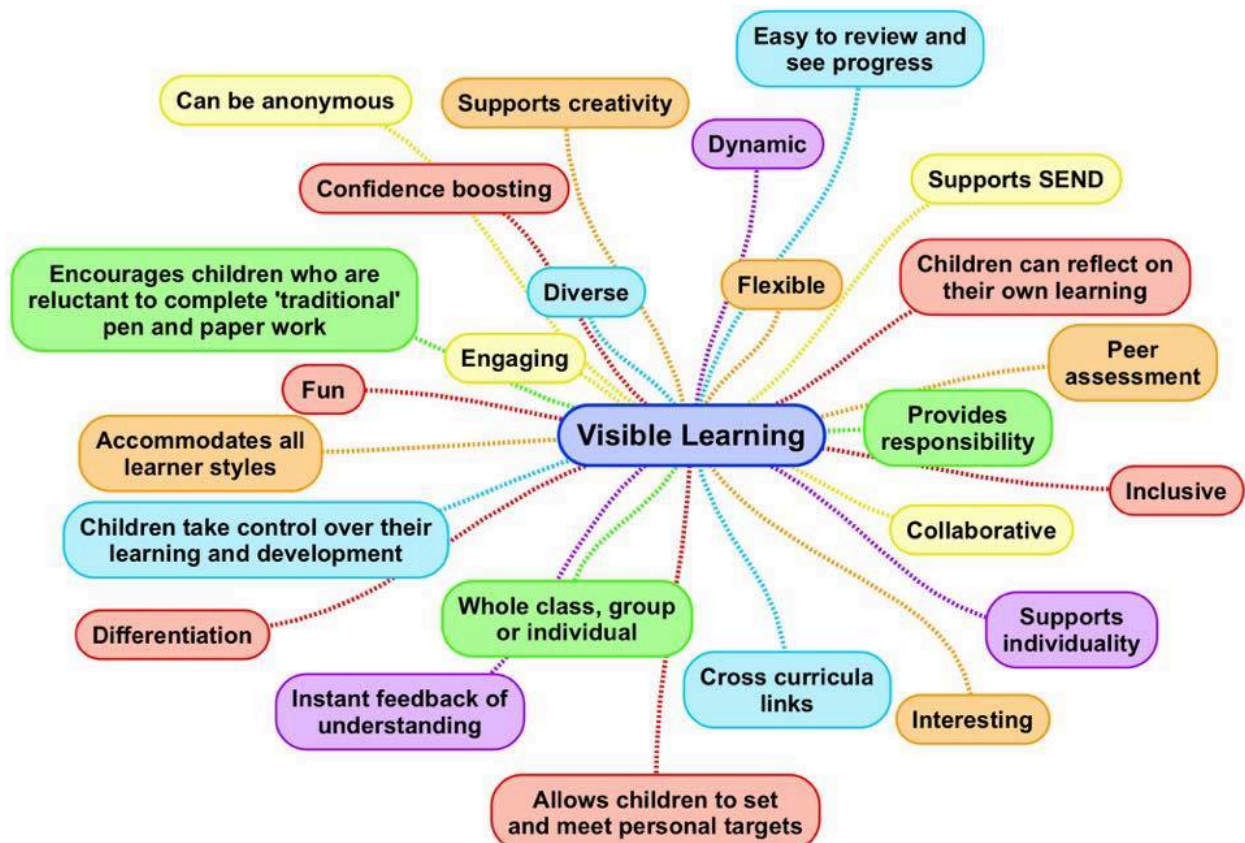 Easy to review and
see progress
Can be anonymous
Supports creativity
Dynamic
Supports SEND
Confidence boosting
Children can reflect on
their own learning
Encourages children who are
reluctant to complete 'traditional'
pen and paper work
Diverse
Flexible
Engaging
Peer
assessment
Fun
Visible Learning
Provides
responsibility
Accommodates all
learner styles
Inclusive
Children take control over their
learning and development
Collaborative
Whole class, group
or individual
Supports
individuality
Differentiation
Cross curricula
links
Instant feedback of
understanding
Interesting
Allows children to set
and meet personal targets